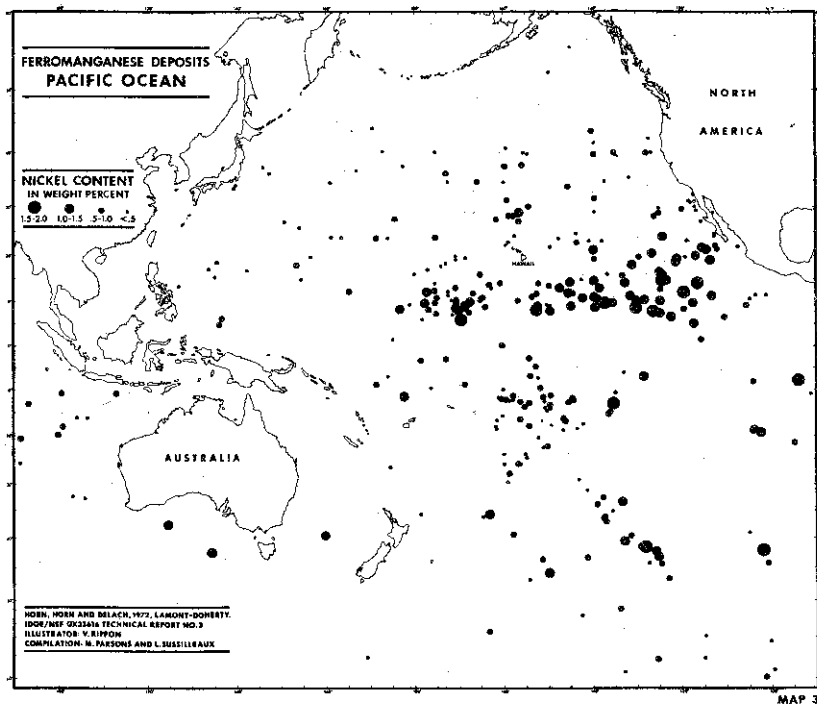 FERROMANGANESE DEPOSITS
PACIFIC OCEAN
NORTH
AMERICA
NICKEL CONTENT
IN WEIGHT PERCENT
1.5-2.0 1.0-1.5 .5-1.0 <.5
HAWAII
AUSTRALIA
HORN, HORN AND DELACH, 1972, LAMONT-DOHERTY.
IDOE/NSF GX33616 TECHNICAL REPORT NO. 3
ILLUSTRATOR: V. RIPPON
COMPILATION- M. PARSONS AND L. SUSSILLEAUX
MAP 3